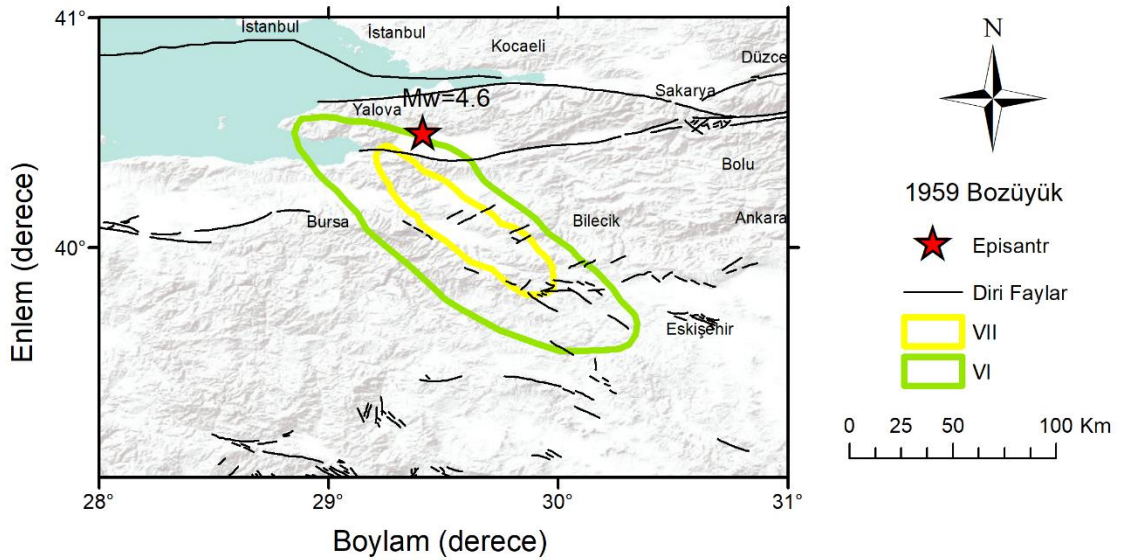 41°
İstanbul
İstanbul
Kocaeli
Düzce
Sakarya
Mw=4.6
Yalova
Bolu
40°
Bursa
Bilecik
Ankara
Eskişehir
28°
29°
30°
31°
Enlem (derece)
Boylam (derece)
N
1959 Bozüyük
Episantr
Diri Faylar
VII
VI
0 25 50 100 Km